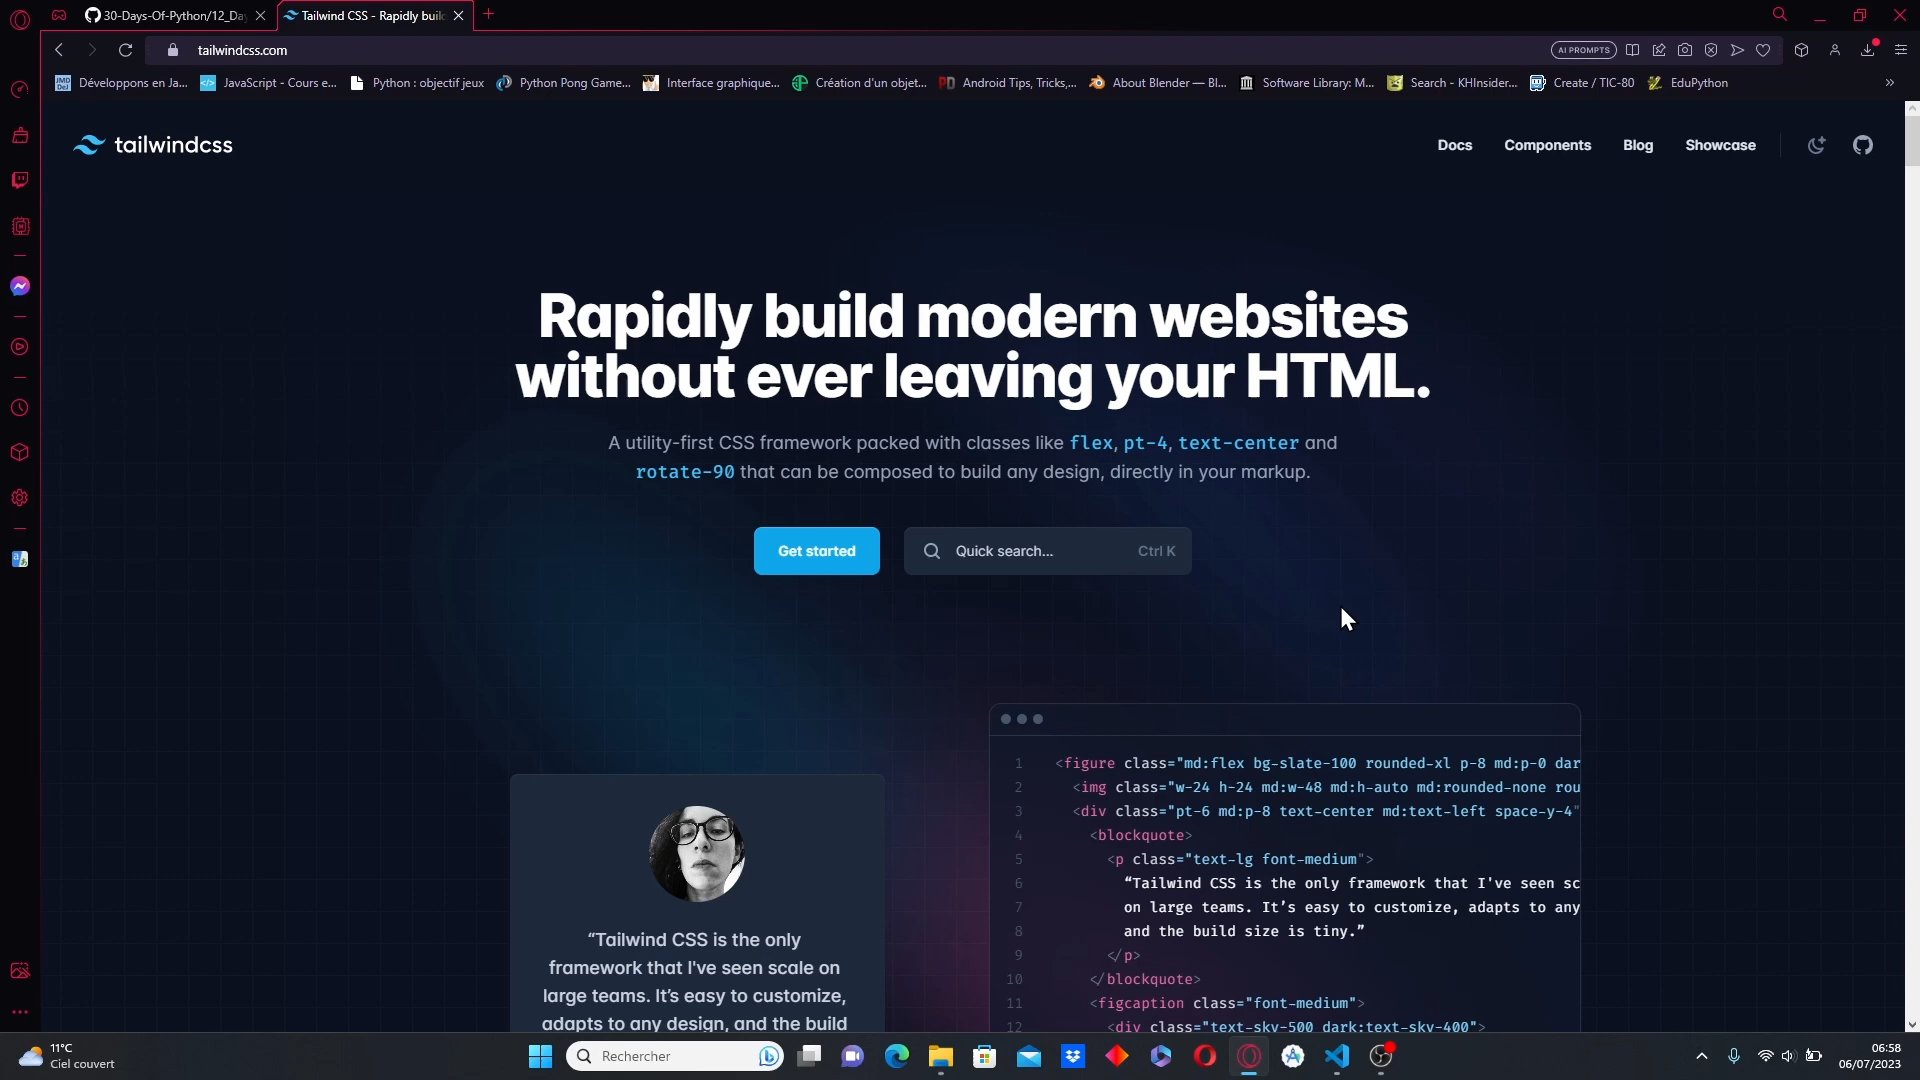 30-Days-Of-Python/12_Da
Tailwind CSS - Rapidly buil
tailwindcss.com
AI PROMPTS
Développons en Ja...
JavaScript - Cours e...
Python : objectif jeux
Python Pong Game...
Interface graphique...
Création d'un objet...
Android Tips, Tricks,...
About Blender — Bl...
Software Library: M...
Search - KHInsider...
Create / TIC-80
EduPython
tailwindcss
Docs
Components
Blog
Showcase
Rapidly build modern websites
without ever leaving your HTML.
A utility-first CSS framework packed with classes like flex, pt-4, text-center and
rotate-90 that can be composed to build any design, directly in your markup.
Get started
Quick search...
Ctrl K
“Tailwind CSS is the only
framework that I've seen scale on
large teams. It’s easy to customize,
adapts to any design, and the build
1 <figure class="md:flex bg-slate-100 rounded-xl p-8 md:p-0 dar
2 <img class="w-24 h-24 md:w-48 md:h-auto md:rounded-none rou
3 <div class="pt-6 md:p-8 text-center md:text-left space-y-4"
4 <blockquote>
5 <p class="text-lg font-medium">
6 “Tailwind CSS is the only framework that I've seen sc
7 on large teams. It’s easy to customize, adapts to any
8 and the build size is tiny.”
9 </p>
10 </blockquote>
11 <figcaption class="font-medium">
12 <div class="text-sky-500 dark:text-sky-400">
11°C
Ciel couvert
Rechercher
06:58
06/07/2023